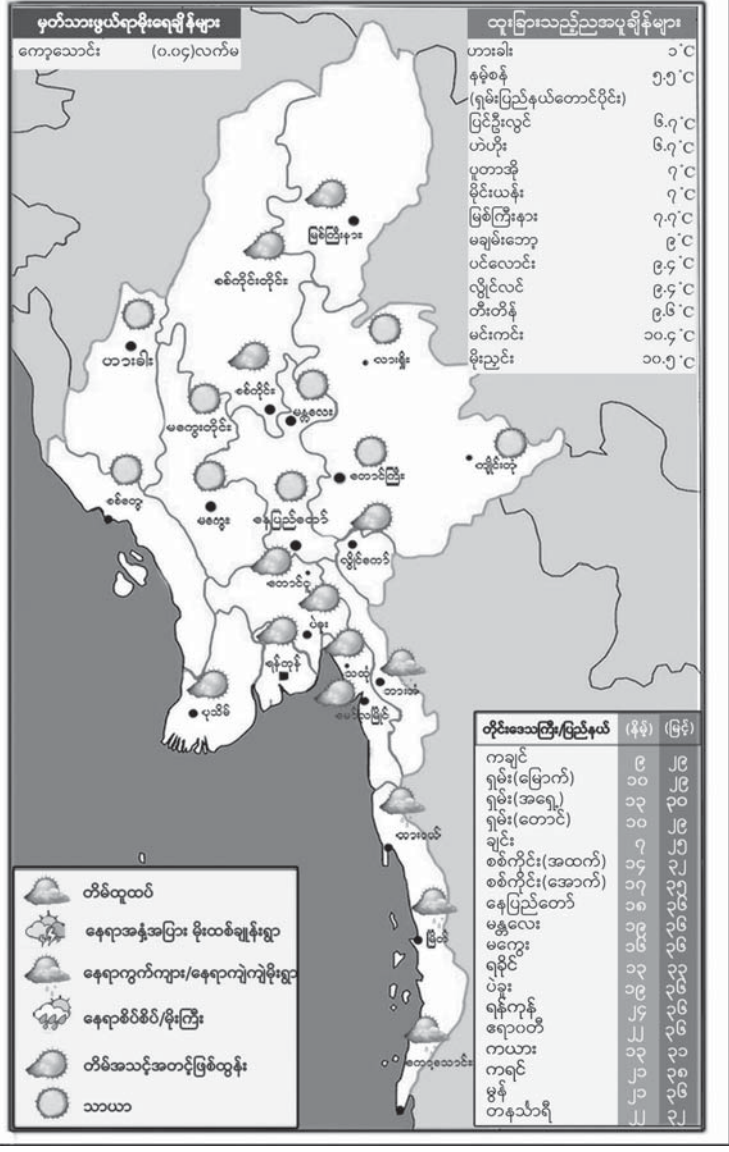 မှတ်သားဖွယ်ရာမိုးရေချိန်များ
ကော့သောင်း (၀.၀၄)လက်မ
ထူးခြားသည့်ညအပူချိန်များ
ဟားခါး ၁°C
နမ့်စန် ၅.၅°C
(ရှမ်းပြည်နယ်တောင်ပိုင်း)
ပြင်ဦးလွင် ၆.၇°C
ဟဲဟိုး ၆.၇°C
ပူတာအို ၇°C
မိုင်းယန်း ၇°C
မြစ်ကြီးနား ၇.၇°C
မချမ်းဘော့ ၉°C
ပင်လောင်း ၉.၄°C
လွိုင်လင် ၉.၄°C
တီးတိန် ၉.၆°C
မင်းကင်း ၁၀.၄°C
မိုးညှင်း ၁၀.၅°C
မြစ်ကြီးနား
စစ်ကိုင်းတိုင်း
ဟားခါး
လားရှိုး
စစ်ကိုင်း
မန္တလေး
မကွေးတိုင်း
တောင်ကြီး
ကျိုင်းတုံ
စစ်တွေ
မကွေး
နေပြည်တော်
လွိုင်ကော်
တောင်ငူ
ပဲခူး
ရန်ကုန်
သထုံ
ဘားအံ
ပုသိမ်
မော်လမြိုင်
ထားဝယ်
မြိတ်
ကော့သောင်း
တိုင်းဒေသကြီး/ပြည်နယ် (နိမ့်) (မြင့်)
ကချင် ၉ ၂၉
ရှမ်း(မြောက်) ၁၀ ၂၉
ရှမ်း(အရှေ့) ၁၃ ၃၀
ရှမ်း(တောင်) ၁၀ ၂၉
ချင်း ၇ ၂၅
စစ်ကိုင်း(အထက်) ၁၄ ၃၂
စစ်ကိုင်း(အောက်) ၁၇ ၃၅
နေပြည်တော် ၁၈ ၃၆
မန္တလေး ၁၉ ၃၆
မကွေး ၁၆ ၃၆
ရခိုင် ၁၃ ၃၃
ပဲခူး ၁၉ ၃၆
ရန်ကုန် ၂၄ ၃၆
ဧရာဝတီ ၂၂ ၃၆
ကယား ၁၃ ၃၁
ကရင် ၂၁ ၃၈
မွန် ၂၁ ၃၆
တနင်္သာရီ ၂၂ ၃၂
တိမ်ထူထပ်
နေရာအနှံ့အပြား မိုးထစ်ချုန်းရွာ
နေရာကွက်ကျား/နေရာကျဲကျဲမိုးရွာ
နေရာစိပ်စိပ်/မိုးကြီး
တိမ်အသင့်အတင့်ဖြစ်ထွန်း
သာယာ